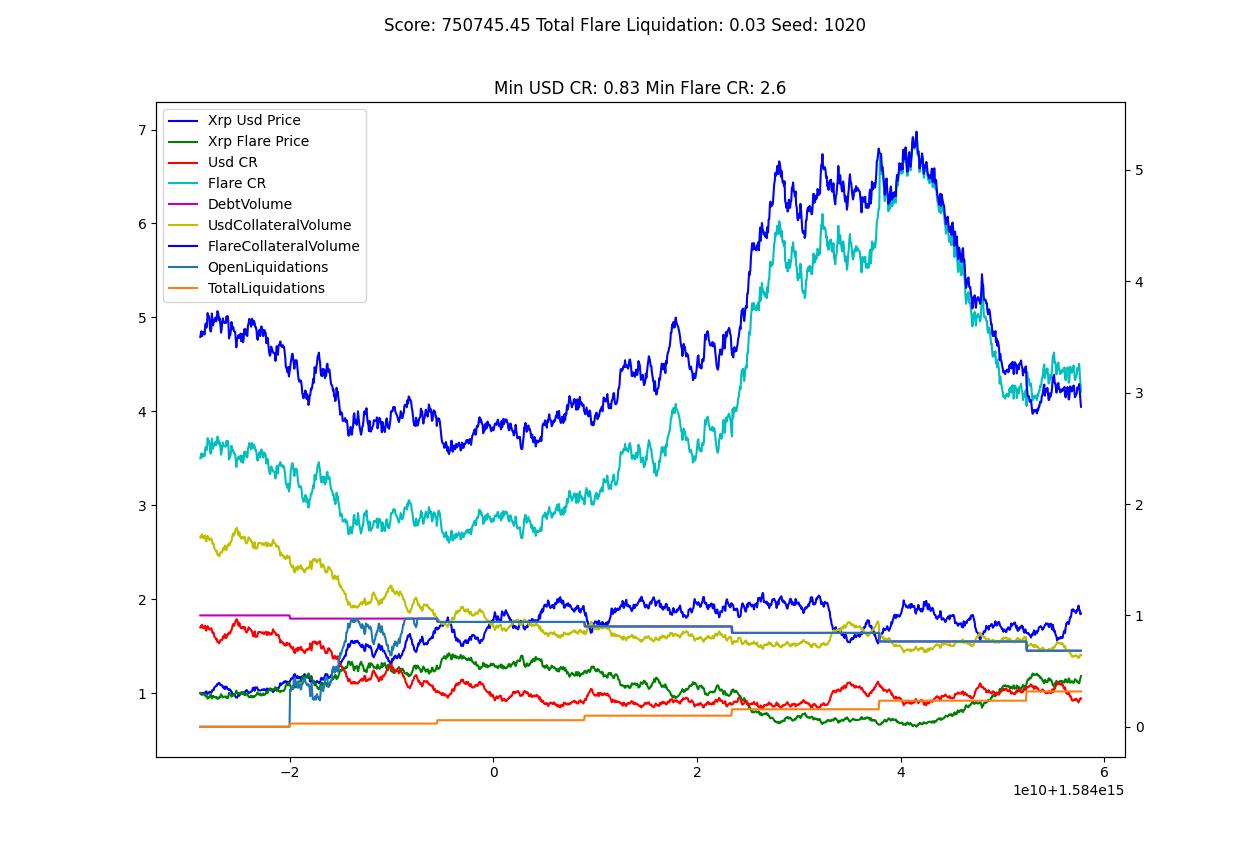 Score: 750745.45 Total Flare Liquidation: 0.03 Seed: 1020
Min USD CR: 0.83 Min Flare CR: 2.6
Xrp Usd Price
Xrp Flare Price
Usd CR
Flare CR
DebtVolume
UsdCollateralVolume
FlareCollateralVolume
OpenLiquidations
TotalLiquidations
7
6
5
4
3
2
1
5
4
3
2
1
0
−2 0 2 4 6
1e10+1.584e15